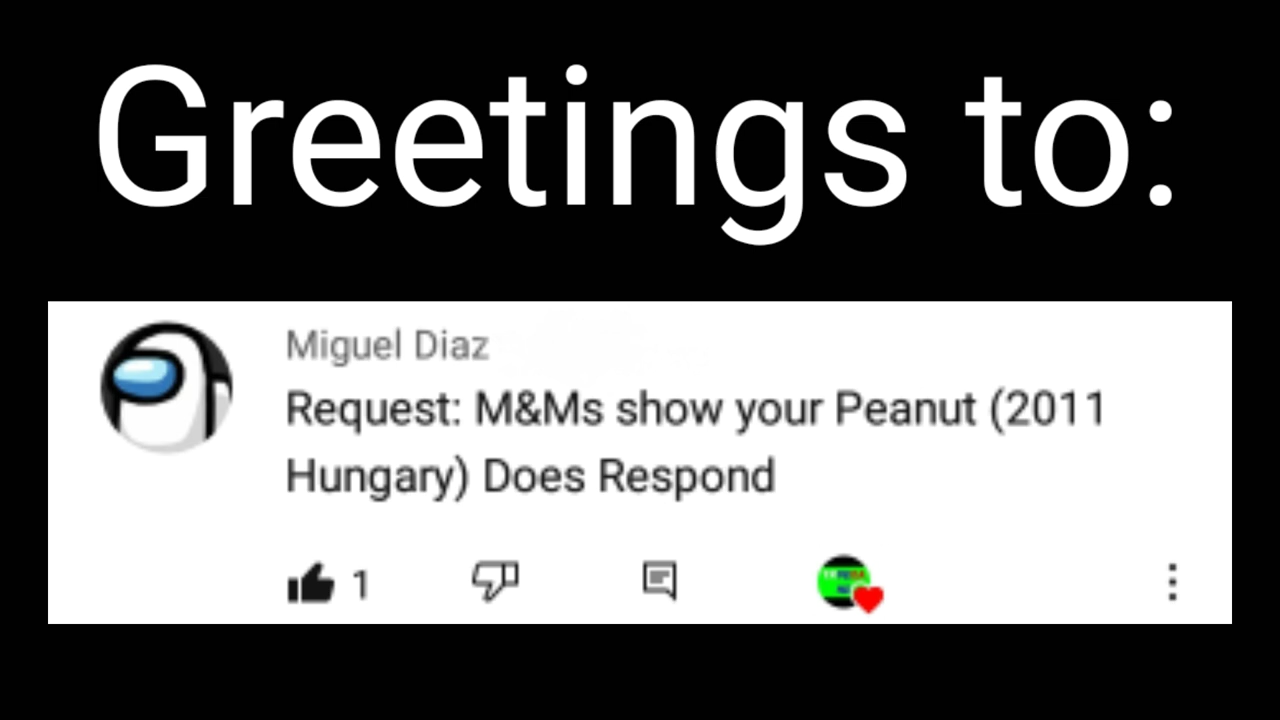 Greetings to:
Miguel Diaz
Request: M&Ms show your Peanut (2011
Hungary) Does Respond
1